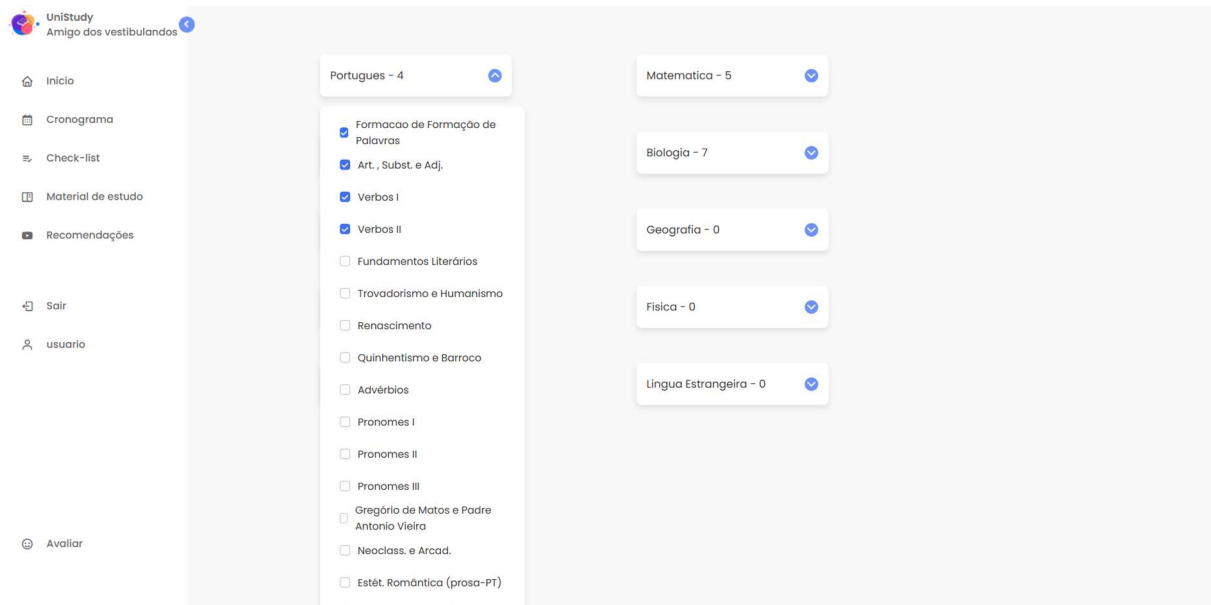 UniStudy
Amigo dos vestibulandos
Inicio
Cronograma
Check-list
Material de estudo
Recomendações
Sair
usuario
Avaliar
Portugues - 4
Formacao de Formação de
Palavras
Art. , Subst. e Adj.
Verbos I
Verbos II
Fundamentos Literários
Trovadorismo e Humanismo
Renascimento
Quinhentismo e Barroco
Advérbios
Pronomes I
Pronomes II
Pronomes III
Gregório de Matos e Padre
Antonio Vieira
Neoclass. e Arcad.
Estét. Romântica (prosa-PT)
Matematica - 5
Biologia - 7
Geografia - 0
Fisica - 0
Lingua Estrangeira - 0